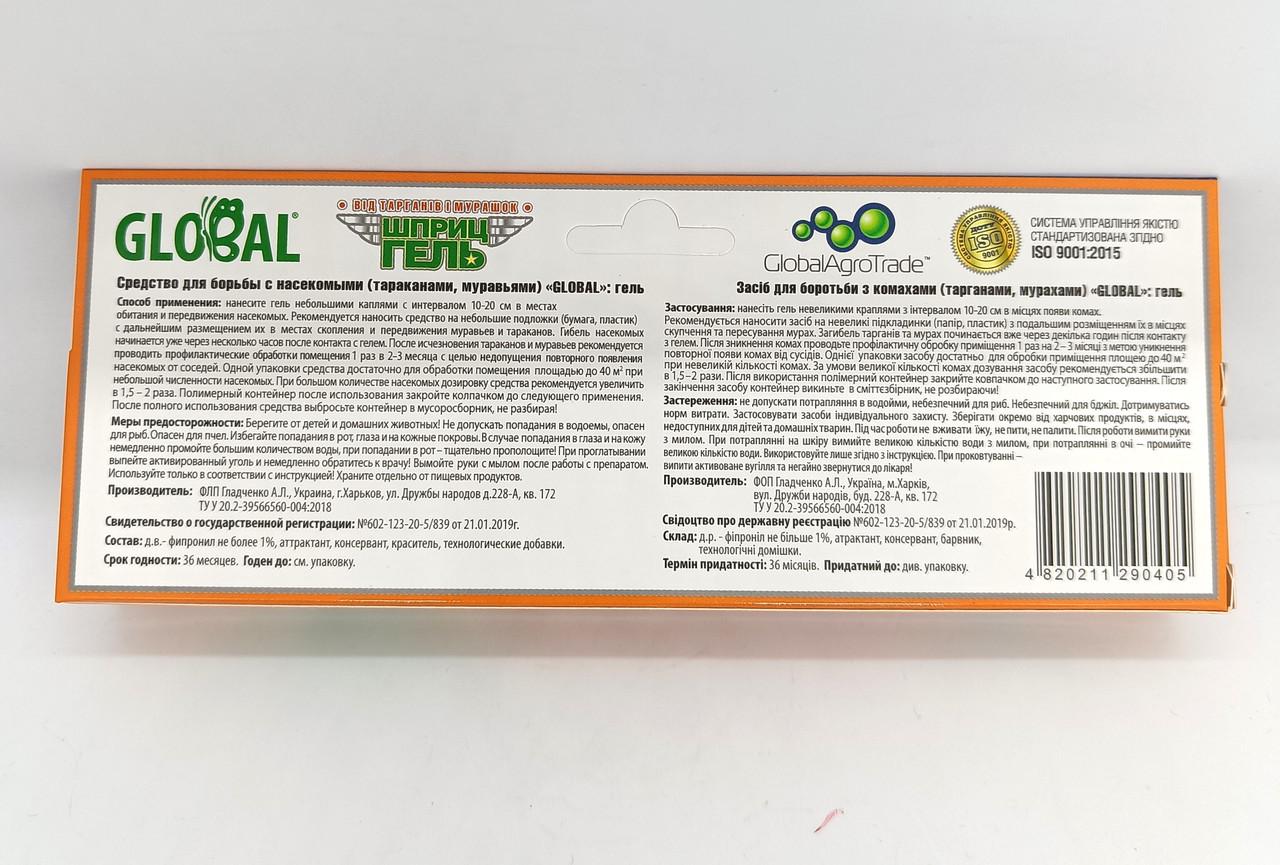 GLOBAL®
ВІД ТАРГАНІВ І МУРАШОК
ШПРИЦ
ГЕЛЬ
Средство для борьбы с насекомыми (тараканами, муравьями) «GLOBAL»: гель
Способ применения: нанесите гель небольшими каплями с интервалом 10-20 см в местах
обитания и передвижения насекомых. Рекомендуется наносить средство на небольшие подложки (бумага, пластик)
с дальнейшим размещением их в местах скопления и передвижения муравьев и тараканов. Гибель насекомых
начинается уже через несколько часов после контакта с гелем. После исчезновения тараканов и муравьев рекомендуется
проводить профилактические обработки помещения 1 раз в 2-3 месяца с целью недопущения повторного появления
насекомых от соседей. Одной упаковки средства достаточно для обработки помещения площадью до 40 м² при
небольшой численности насекомых. При большом количестве насекомых дозировку средства рекомендуется увеличить
в 1,5 – 2 раза. Полимерный контейнер после использования закройте колпачком до следующего применения.
После полного использования средства выбросьте контейнер в мусоросборник, не разбирая!
Меры предосторожности: Берегите от детей и домашних животных! Не допускать попадания в водоемы, опасен
для рыб. Опасен для пчел. Избегайте попадания в рот, глаза и на кожные покровы. В случае попадания в глаза и на кожу
немедленно промойте большим количеством воды, при попадании в рот – тщательно прополощите! При проглатывании
выпейте активированный уголь и немедленно обратитесь к врачу! Вымойте руки с мылом после работы с препаратом.
Используйте только в соответствии с инструкцией! Храните отдельно от пищевых продуктов.
Производитель: ФЛП Гладченко А.Л., Украина, г.Харьков, ул. Дружбы народов д.228-А, кв. 172
ТУ У 20.2-39566560-004:2018
Свидетельство о государственной регистрации: №602-123-20-5/839 от 21.01.2019г.
Состав: д.в.- фипронил не более 1%, аттрактант, консервант, краситель, технологические добавки.
Срок годности: 36 месяцев. Годен до: см. упаковку.
GlobalAgroTrade™
СИСТЕМА УПРАВЛІННЯ ЯКІСТЮ
ДСТУ
ISO
9001
СИСТЕМА УПРАВЛІННЯ ЯКІСТЮ
СТАНДАРТИЗОВАНА ЗГІДНО
ISO 9001:2015
Засіб для боротьби з комахами (тарганами, мурахами) «GLOBAL»: гель
Застосування: нанесіть гель невеликими краплями з інтервалом 10-20 см в місцях появи комах.
Рекомендується наносити засіб на невеликі підкладинки (папір, пластик) з подальшим розміщенням їх в місцях
скупчення та пересування мурах. Загибель тарганів та мурах починається вже через декілька годин після контакту
з гелем. Після зникнення комах проводьте профілактичну обробку приміщення 1 раз на 2 – 3 місяці з метою уникнення
повторної появи комах від сусідів. Однієї упаковки засобу достатньо для обробки приміщення площею до 40 м²
при невеликій кількості комах. За умови великої кількості комах дозування засобу рекомендується збільшити
в 1,5–2 рази. Після використання полімерний контейнер закрийте ковпачком до наступного застосування. Після
закінчення засобу контейнер викиньте в сміттєзбірник, не розбираючи!
Застереження: не допускати потрапляння в водойми, небезпечний для риб. Небезпечний для бджіл. Дотримуватись
норм витрати. Застосовувати засоби індивідуального захисту. Зберігати окремо від харчових продуктів, в місцях,
недоступних для дітей та домашніх тварин. Під час роботи не вживати їжу, не пити, не палити. Після роботи вимити руки
з милом. При потраплянні на шкіру вимийте великою кількістю води з милом, при потраплянні в очі – промийте
великою кількістю води. Використовуйте лише згідно з інструкцією. При проковтуванні –
випити активоване вугілля та негайно звернутися до лікаря!
Производітель: ФОП Гладченко А.Л., Україна, м.Харків,
вул. Дружби народів, буд. 228-А, кв. 172
ТУ У 20.2-39566560-004:2018
Свідоцтво про державну реєстрацію №602-123-20-5/839 от 21.01.2019р.
Склад: д.р. - фіпроніл не більше 1%, атрактант, консервант, барвник,
технологічні домішки.
Термін придатності: 36 місяців. Придатний до: див. упаковку.
4 820211 290405